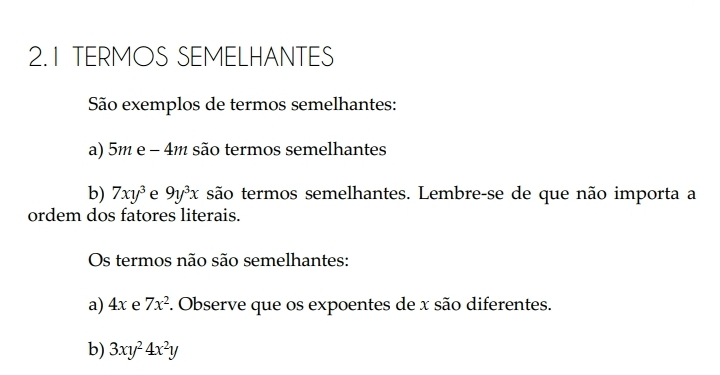 2.1 TERMOS SEMELHANTES
São exemplos de termos semelhantes:
a) 5m e – 4m são termos semelhantes
b) 7xy³ e 9y³x são termos semelhantes. Lembre-se de que não importa a
ordem dos fatores literais.
Os termos não são semelhantes:
a) 4x e 7x². Observe que os expoentes de x são diferentes.
b) 3xy² 4x²y